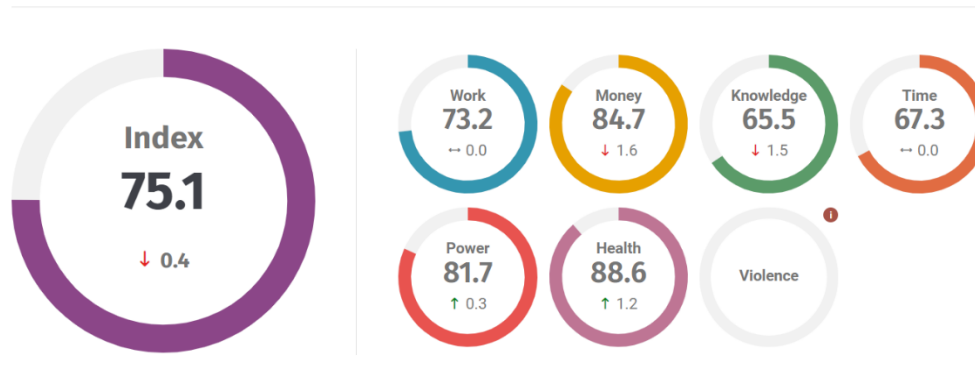 Index
75.1
↓ 0.4
Work
73.2
↔ 0.0
Money
84.7
↓ 1.6
Knowledge
65.5
↓ 1.5
Time
67.3
↔ 0.0
Power
81.7
↑ 0.3
Health
88.6
↑ 1.2
Violence
i